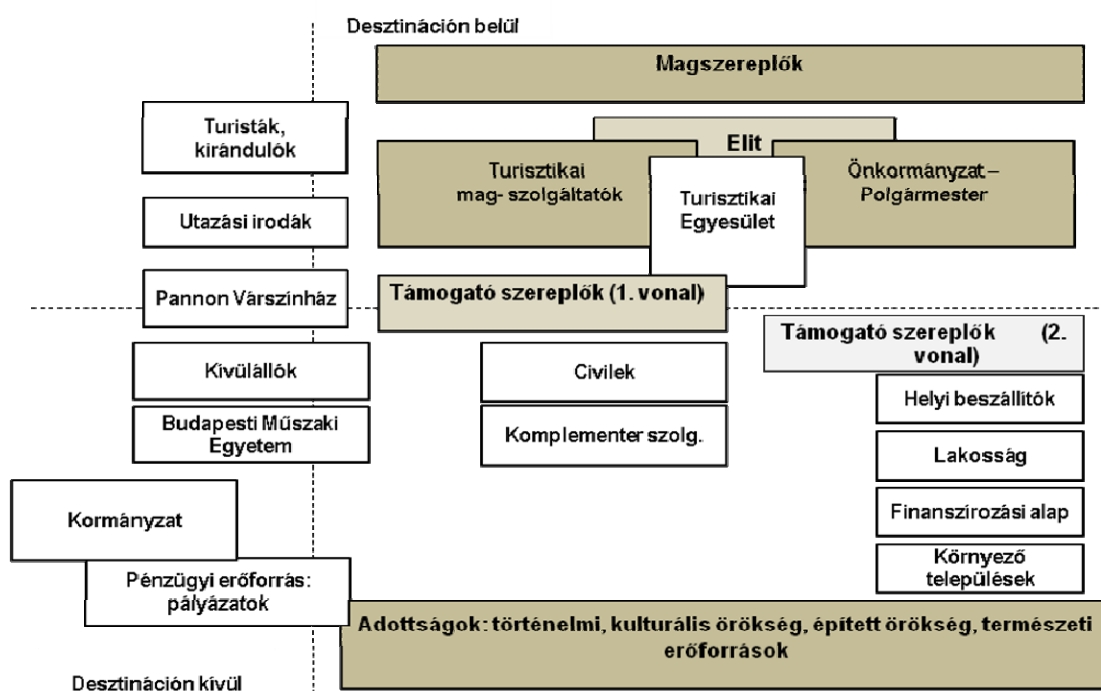 Desztináción belül
Magszereplők
Turisták,
kirándulók
Elit
Turisztikai
mag- szolgáltatók
Önkormányzat –
Polgármester
Turisztikai
Egyesület
Utazási irodák
Pannon Várszínház
Támogató szereplők (1. vonal)
Támogató szereplők (2.
vonal)
Kívülállók
Civilek
Helyi beszállítók
Budapesti Műszaki
Egyetem
Komplementer szolg.
Lakosság
Kormányzat
Finanszírozási alap
Pénzügyi erőforrás:
pályázatok
Környező
települések
Adottságok: történelmi, kulturális örökség, épített örökség, természeti
erőforrások
Desztináción kívül